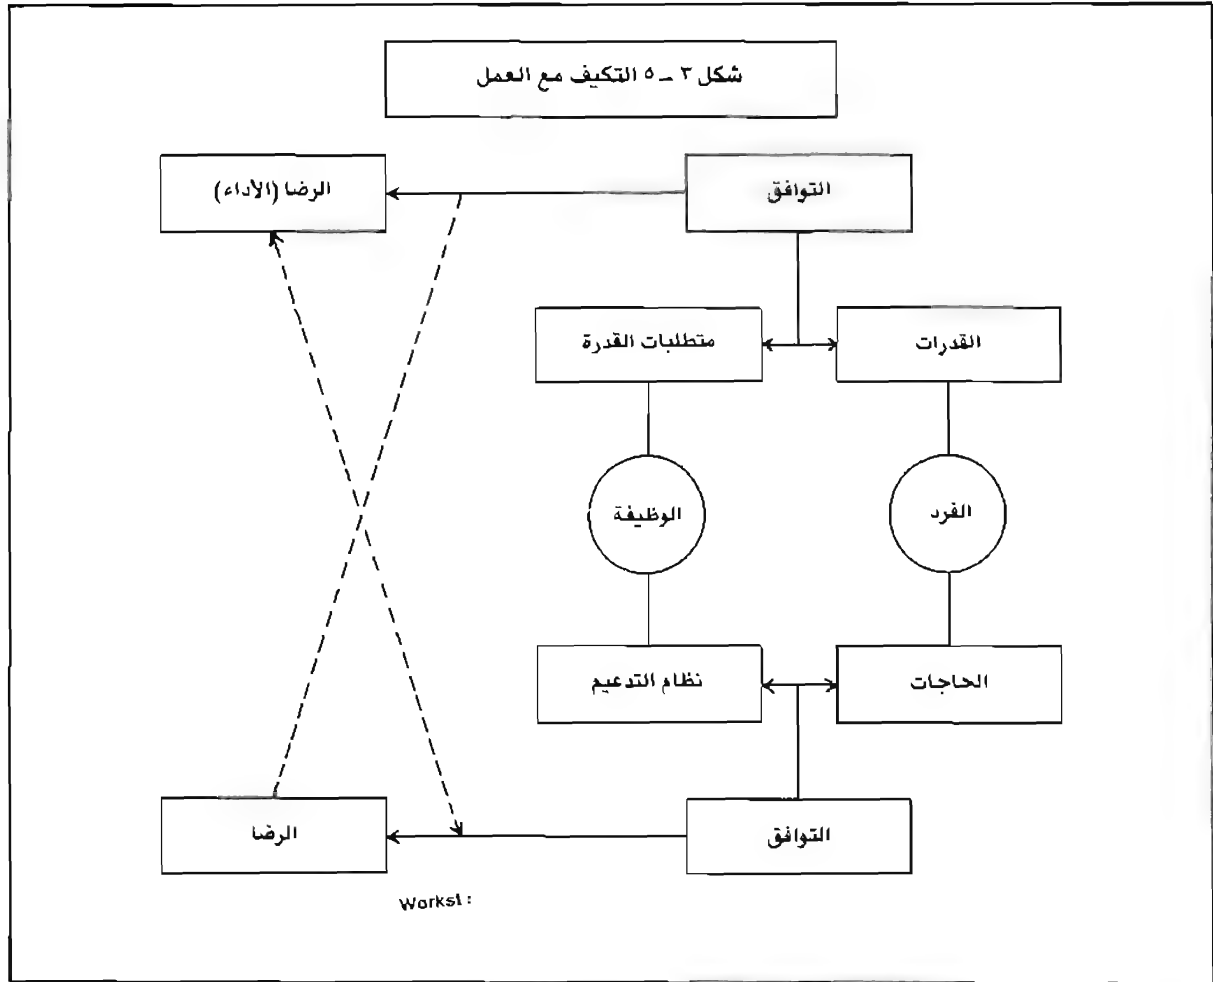 شكل ٣ ــ ٥ التكيف مع العمل
التوافق
الرضا (الأداء)
القدرات
متطلبات القدرة
الفرد
الوظيفة
الحاجات
نظام التدعيم
التوافق
الرضا
Worksl :